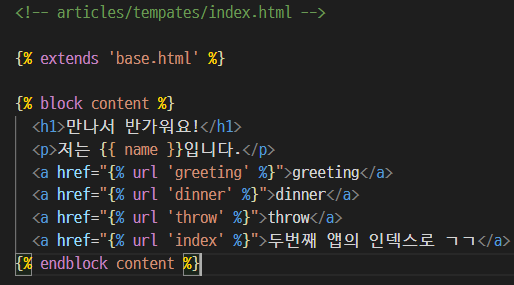 <!-- articles/tempates/index.html -->
{% extends 'base.html' %}
{% block content %}
<h1>만나서 반가워요!</h1>
<p>저는 {{ name }}입니다.</p>
<a href="{% url 'greeting' %}">greeting</a>
<a href="{% url 'dinner' %}">dinner</a>
<a href="{% url 'throw' %}">throw</a>
<a href="{% url 'index' %}">두번째 앱의 인덱스로 ㄱㄱ</a>
{% endblock content %}